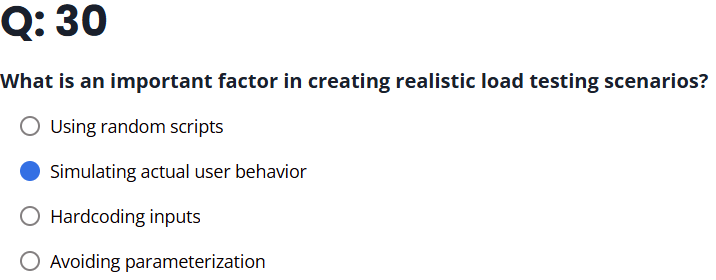 Q: 30
What is an important factor in creating realistic load testing scenarios?
Using random scripts
Simulating actual user behavior
Hardcoding inputs
Avoiding parameterization